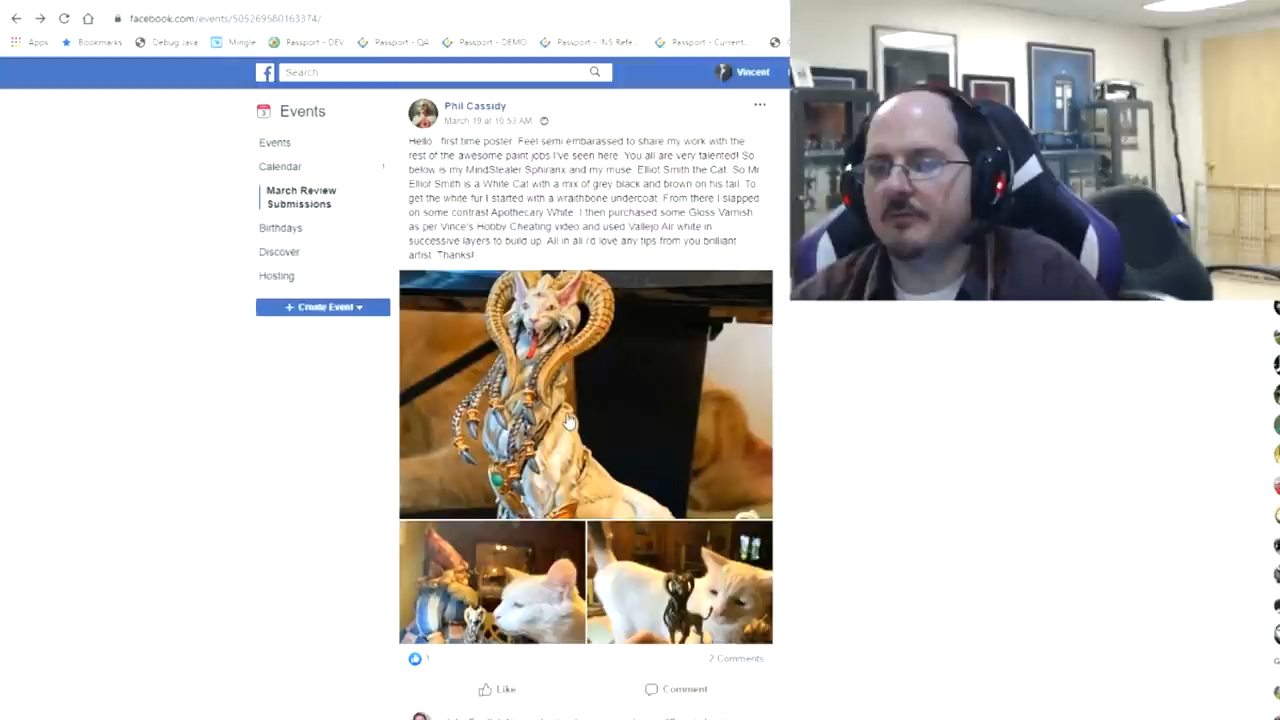 facebook.com/events/505269580163374/
Apps Bookmarks Debug Java Mingle Passport - DEV Passport - QA Passport - DEMO Passport - INS Refe... Passport - Current...
Search
Vincent
Events
Phil Cassidy
March 19 at 10:53 AM
Hello first time poster. Feel semi embarassed to share my work with the
rest of the awesome paint jobs I've seen here. You all are very talented! So
below is my MindStealer Sphiranx and my muse. Elliot Smith the Cat. So Mr
Elliot Smith is a White Cat with a mix of grey black and brown on his tail. To
get the white fur I started with a wraithbone undercoat. From there I slapped
on some contrast Apothecary White. I then purchased some Gloss Varnish
as per Vince's Hobby Cheating video and used Vallejo Air white in
successive layers to build up. All in all i'd love any tips from you brilliant
artist. Thanks!
Events
Calendar 1
March Review
Submissions
Birthdays
Discover
Hosting
+ Create Event
1
2 Comments
Like
Comment